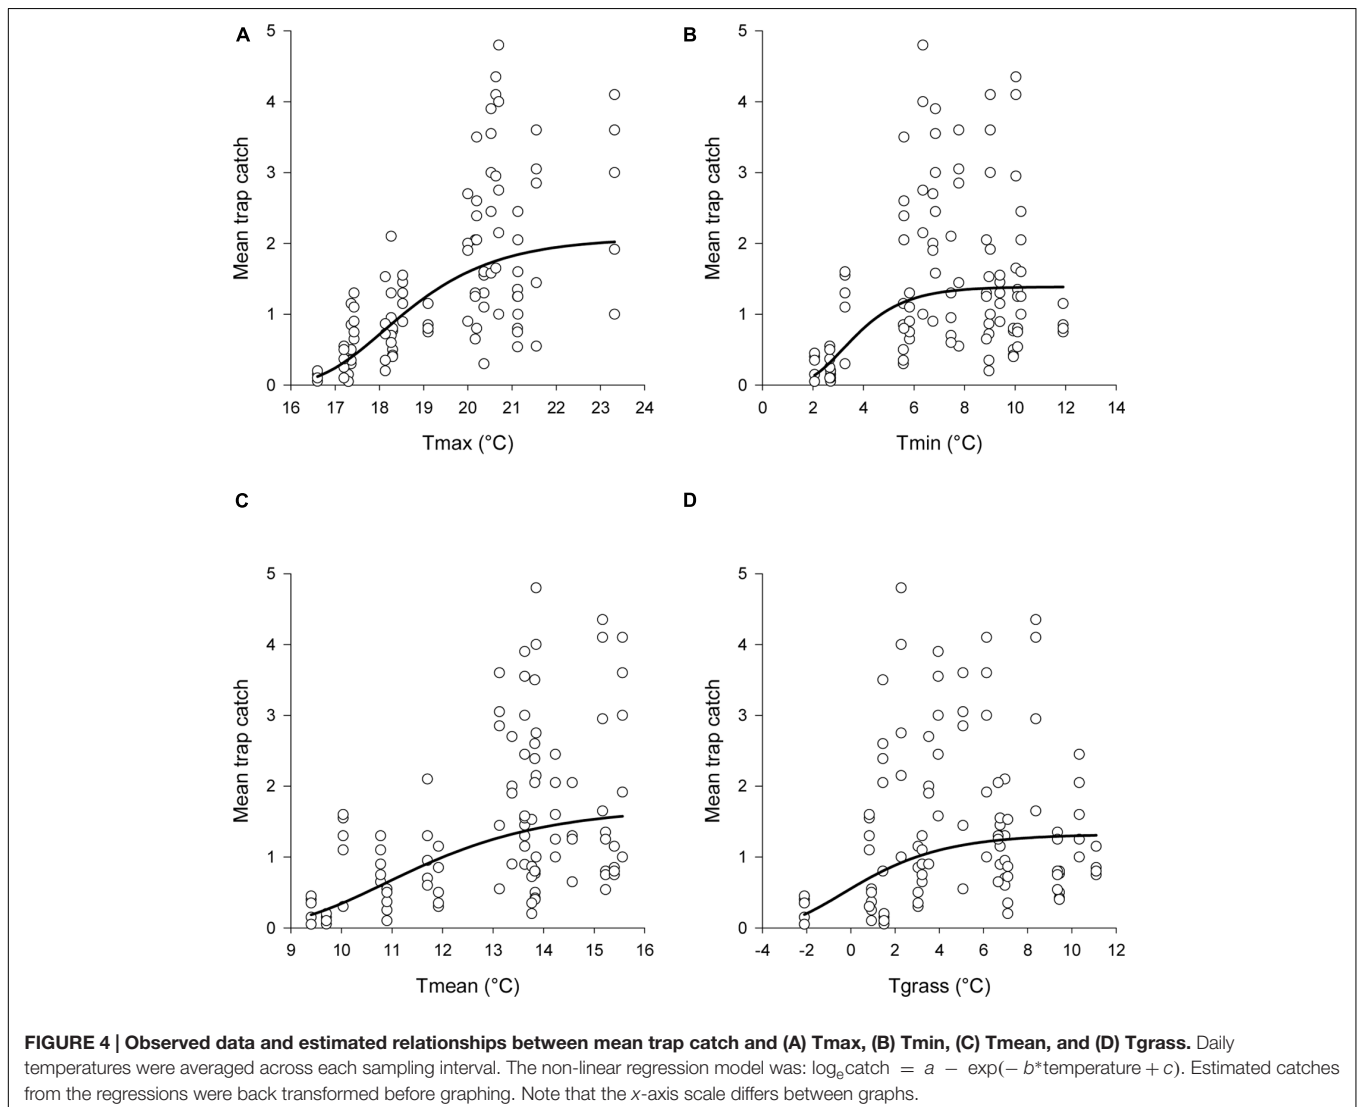 A
5
4
3
2
1
0
Mean trap catch
16 17 18 19 20 21 22 23 24
Tmax (°C)
B
5
4
3
2
1
0
Mean trap catch
0 2 4 6 8 10 12 14
Tmin (°C)
C
5
4
3
2
1
0
Mean trap catch
9 10 11 12 13 14 15 16
Tmean (°C)
D
5
4
3
2
1
0
Mean trap catch
-4 -2 0 2 4 6 8 10 12
Tgrass (°C)
FIGURE 4 | Observed data and estimated relationships between mean trap catch and (A) Tmax, (B) Tmin, (C) Tmean, and (D) Tgrass. Daily
temperatures were averaged across each sampling interval. The non-linear regression model was: logₑcatch = a − exp(− b*temperature + c). Estimated catches
from the regressions were back transformed before graphing. Note that the x-axis scale differs between graphs.